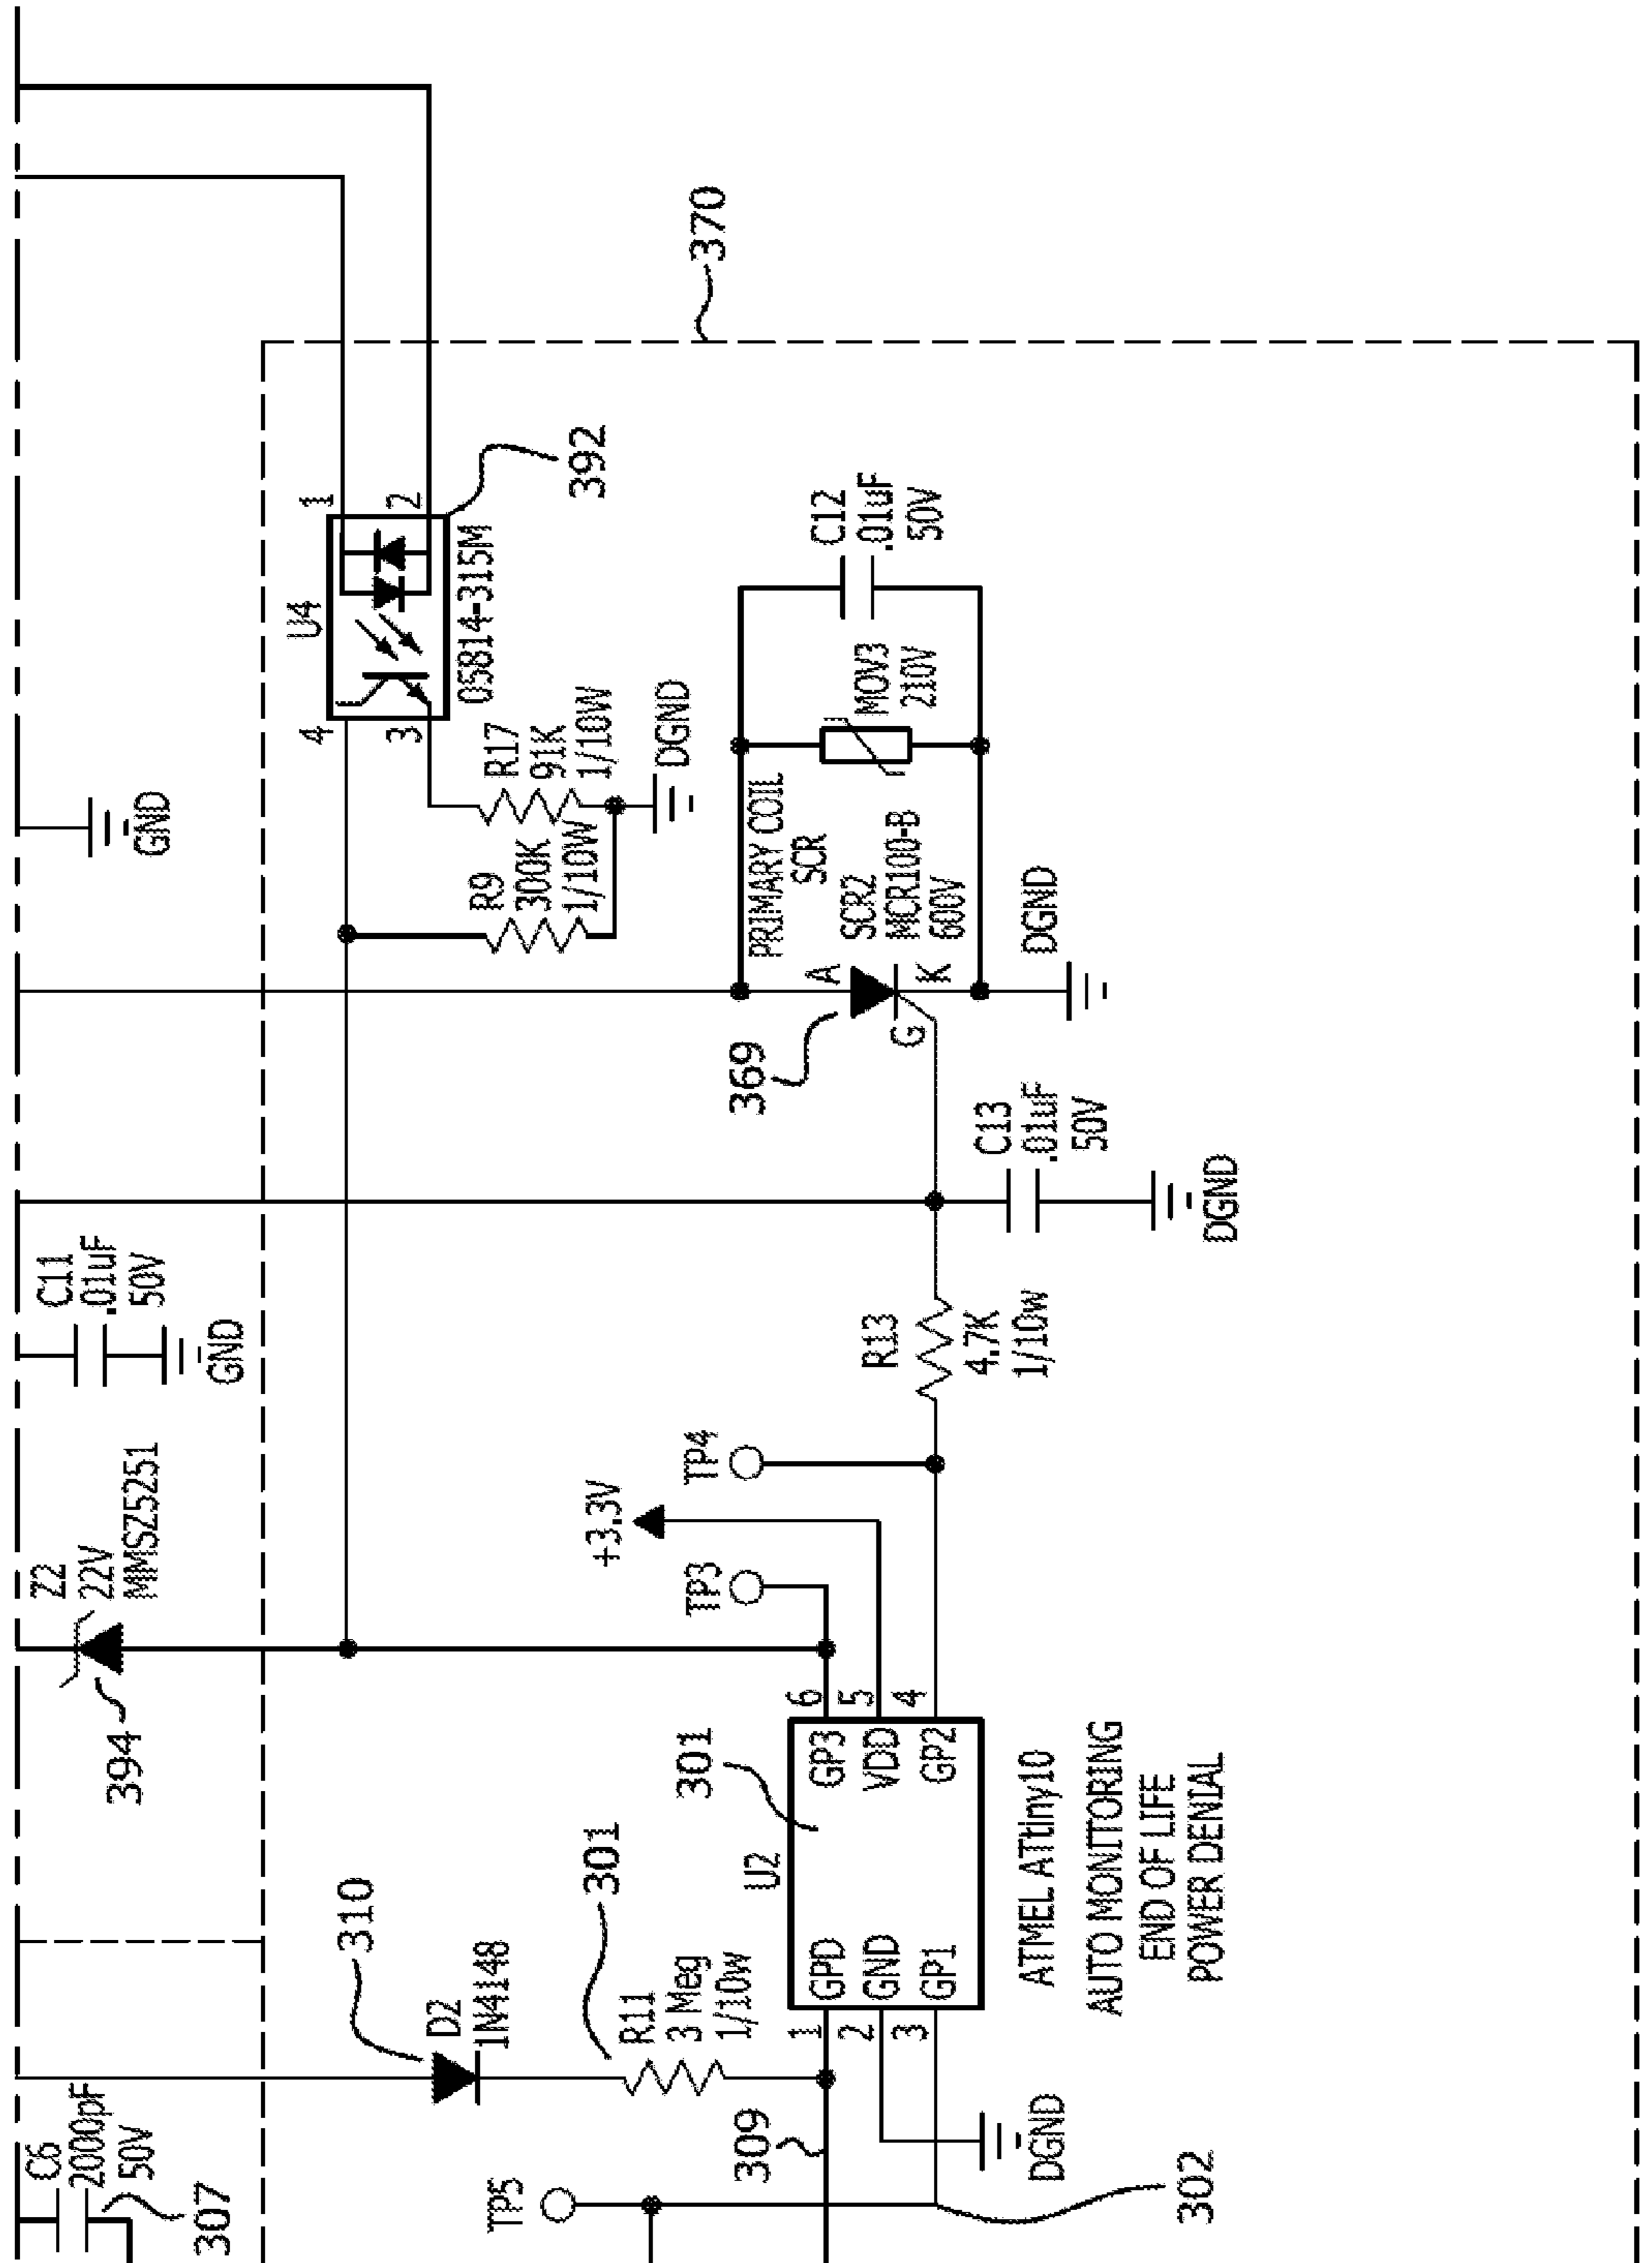 370
U4
1
2
4
3
05814-315M
392
GND
R17
91K
1/10W
R9
300K
1/10W
DGND
PRIMARY COIL
SCR
SCR2
MCR100-B
600V
A
K
G
369
MOV3
210V
C12
.01uF
50V
DGND
C13
.01uF
50V
DGND
C11
.01uF
50V
GND
R13
4.7K
1/10w
Z2
22V
MMSZ5251
394
TP4
+3.3V
TP3
6
5
4
GP3
VDD
GP2
301
U2
GPD
GND
GP1
1
2
3
ATMEL ATtiny10
AUTO MONITORING
END OF LIFE
POWER DENIAL
310
D2
1N4148
301
R11
3 Meg
1/10w
309
DGND
C6
2000pF
50V
307
TP5
302